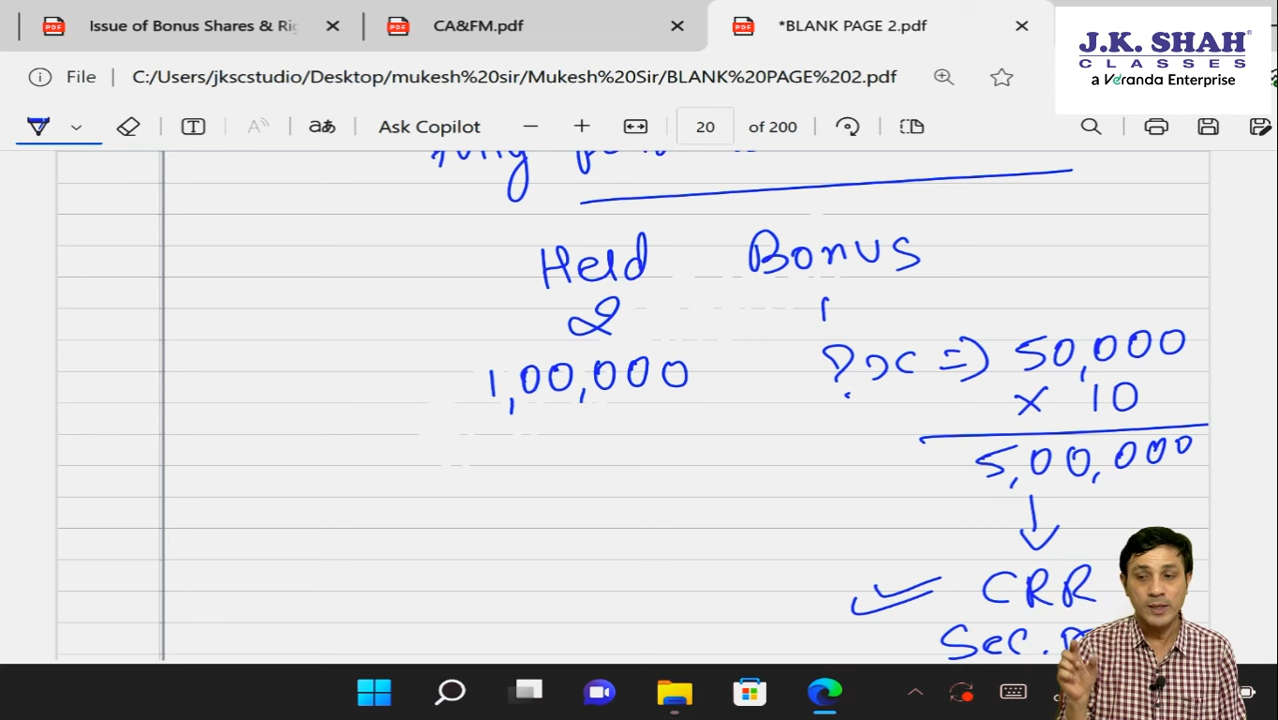 Issue of Bonus Shares & Rig
CA&FM.pdf
*BLANK PAGE 2.pdf
J.K. SHAH®
CLASSES
a Veranda Enterprise
File
C:/Users/jkscstudio/Desktop/mukesh%20sir/Mukesh%20Sir/BLANK%20PAGE%202.pdf
aあ
Ask Copilot
20
of 200
Held Bonus
2 1
1,00,000 ? x => 50,000
x 10
5,00,000
CRR
Sec.